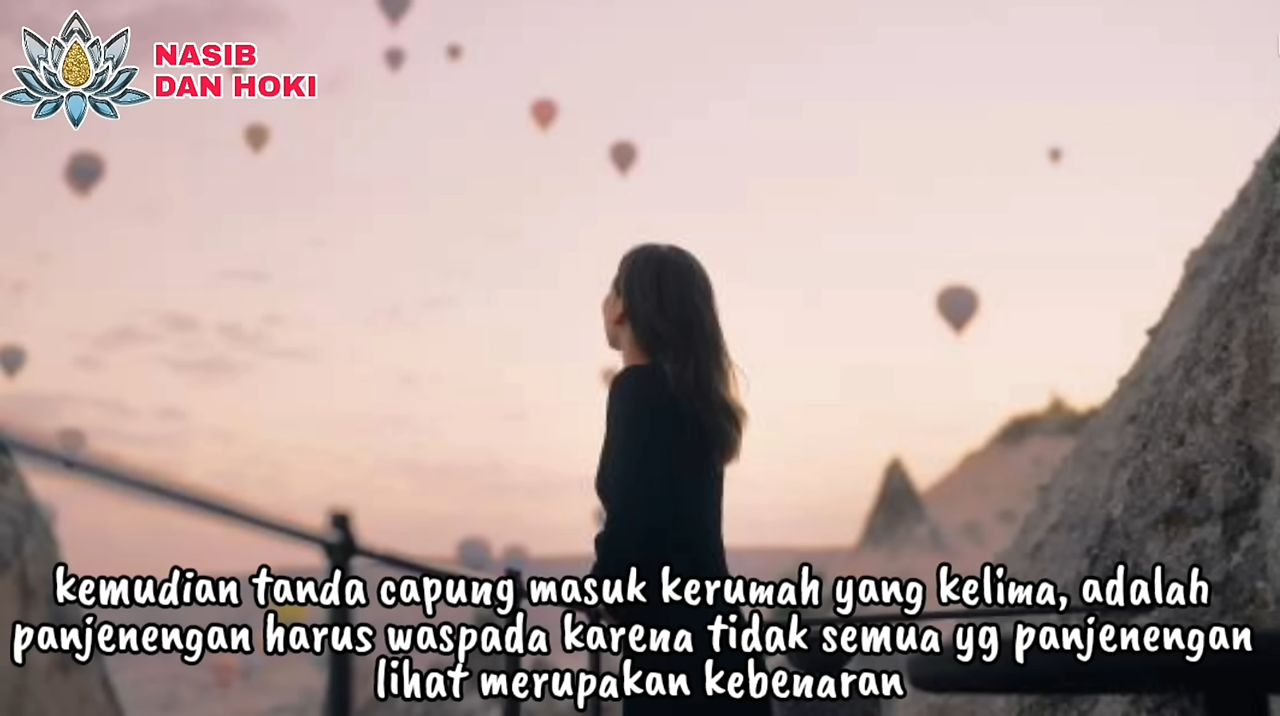 NASIB
DAN HOKI
kemudian tanda capung masuk kerumah yang kelima, adalah
panjenengan harus waspada karena tidak semua yg panjenengan
lihat merupakan kebenaran